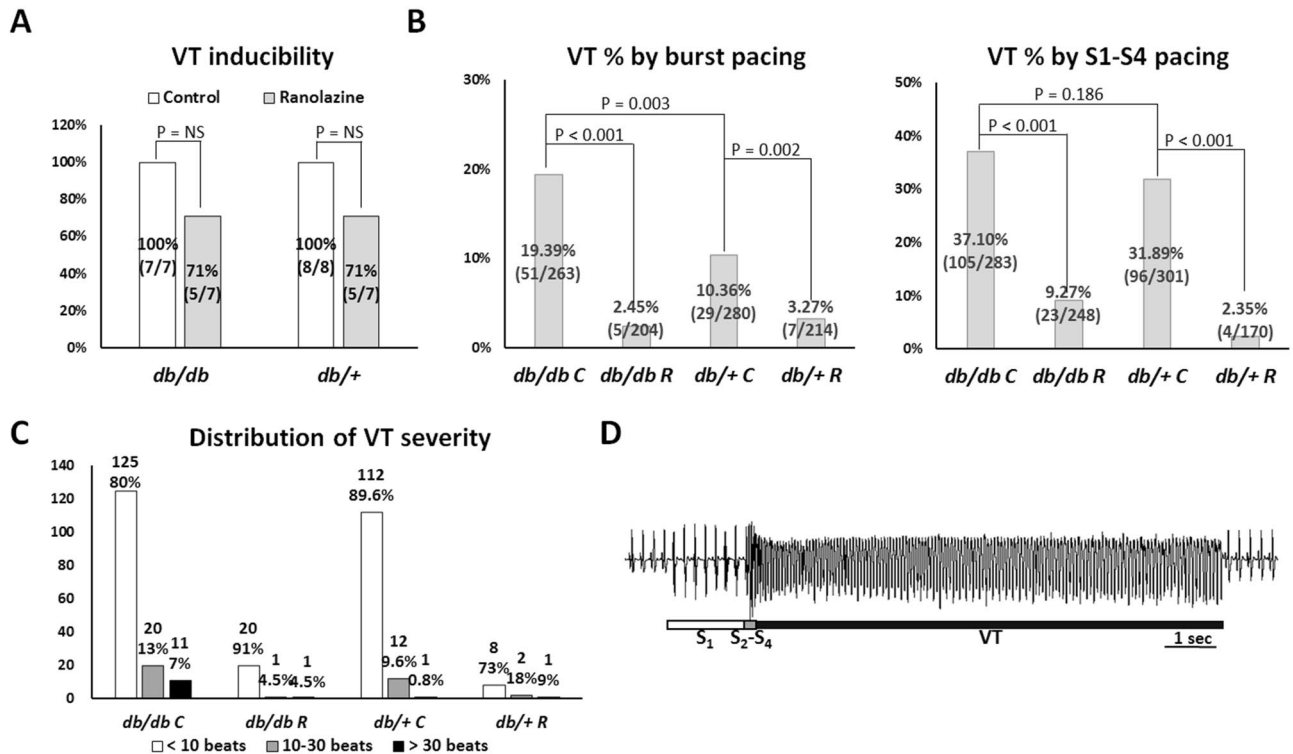 A
VT inducibility
Control
Ranolazine
120%
100%
80%
60%
40%
20%
0%
P = NS
P = NS
100%
(7/7)
71%
(5/7)
100%
(8/8)
71%
(5/7)
db/db
db/+
B
VT % by burst pacing
30%
20%
10%
0%
P = 0.003
P < 0.001
P = 0.002
19.39%
(51/263)
2.45%
(5/204)
10.36%
(29/280)
3.27%
(7/214)
db/db C
db/db R
db/+ C
db/+ R
VT % by S1-S4 pacing
50%
40%
30%
20%
10%
0%
P = 0.186
P < 0.001
P < 0.001
37.10%
(105/283)
9.27%
(23/248)
31.89%
(96/301)
2.35%
(4/170)
db/db C
db/db R
db/+ C
db/+ R
C
Distribution of VT severity
140
120
100
80
60
40
20
0
125
80%
20
13%
11
7%
20
91%
1
4.5%
1
4.5%
112
89.6%
12
9.6%
1
0.8%
8
73%
2
18%
1
9%
db/db C
db/db R
db/+ C
db/+ R
< 10 beats
10-30 beats
> 30 beats
D
S1
S2-S4
VT
1 sec